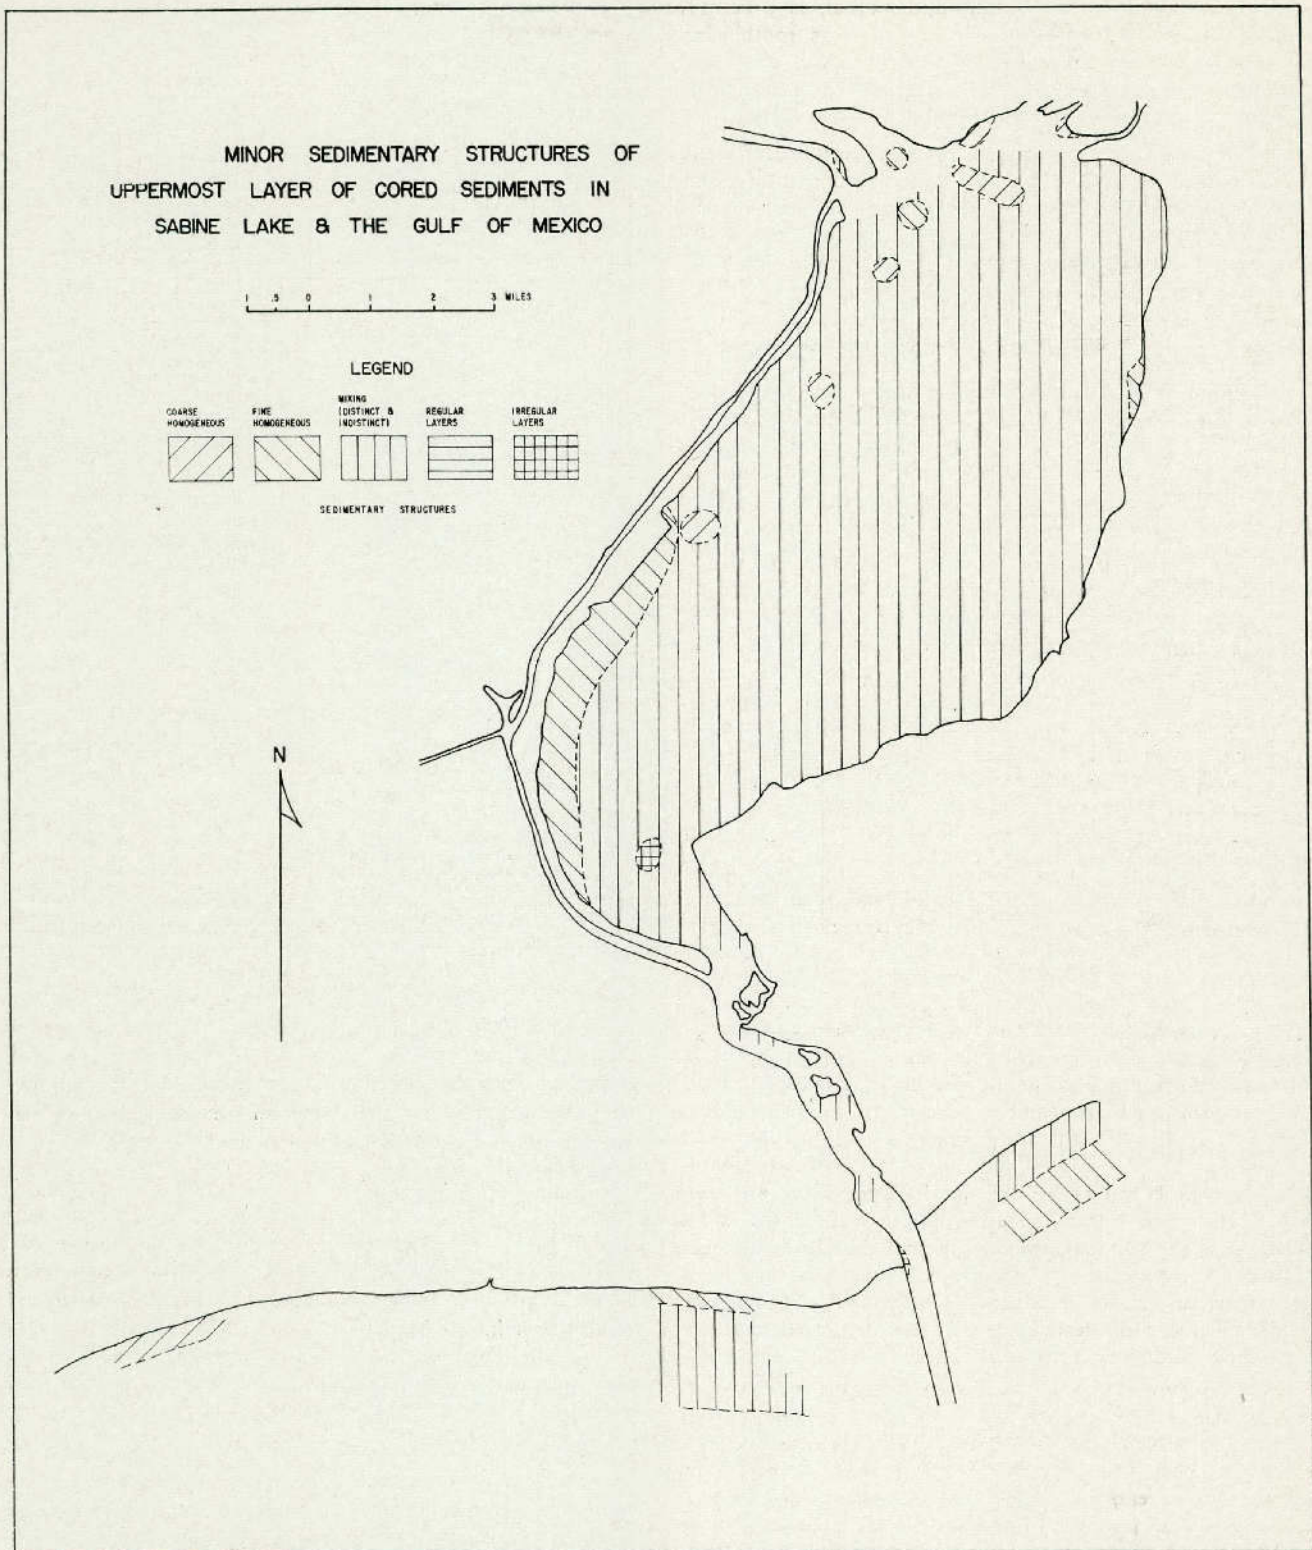 MINOR SEDIMENTARY STRUCTURES OF
UPPERMOST LAYER OF CORED SEDIMENTS IN
SABINE LAKE & THE GULF OF MEXICO
1 .5 0 1 2 3 MILES
LEGEND
COARSE
HOMOGENEOUS
FINE
HOMOGENEOUS
MIXING
(DISTINCT &
INDISTINCT)
REGULAR
LAYERS
IRREGULAR
LAYERS
SEDIMENTARY STRUCTURES
N